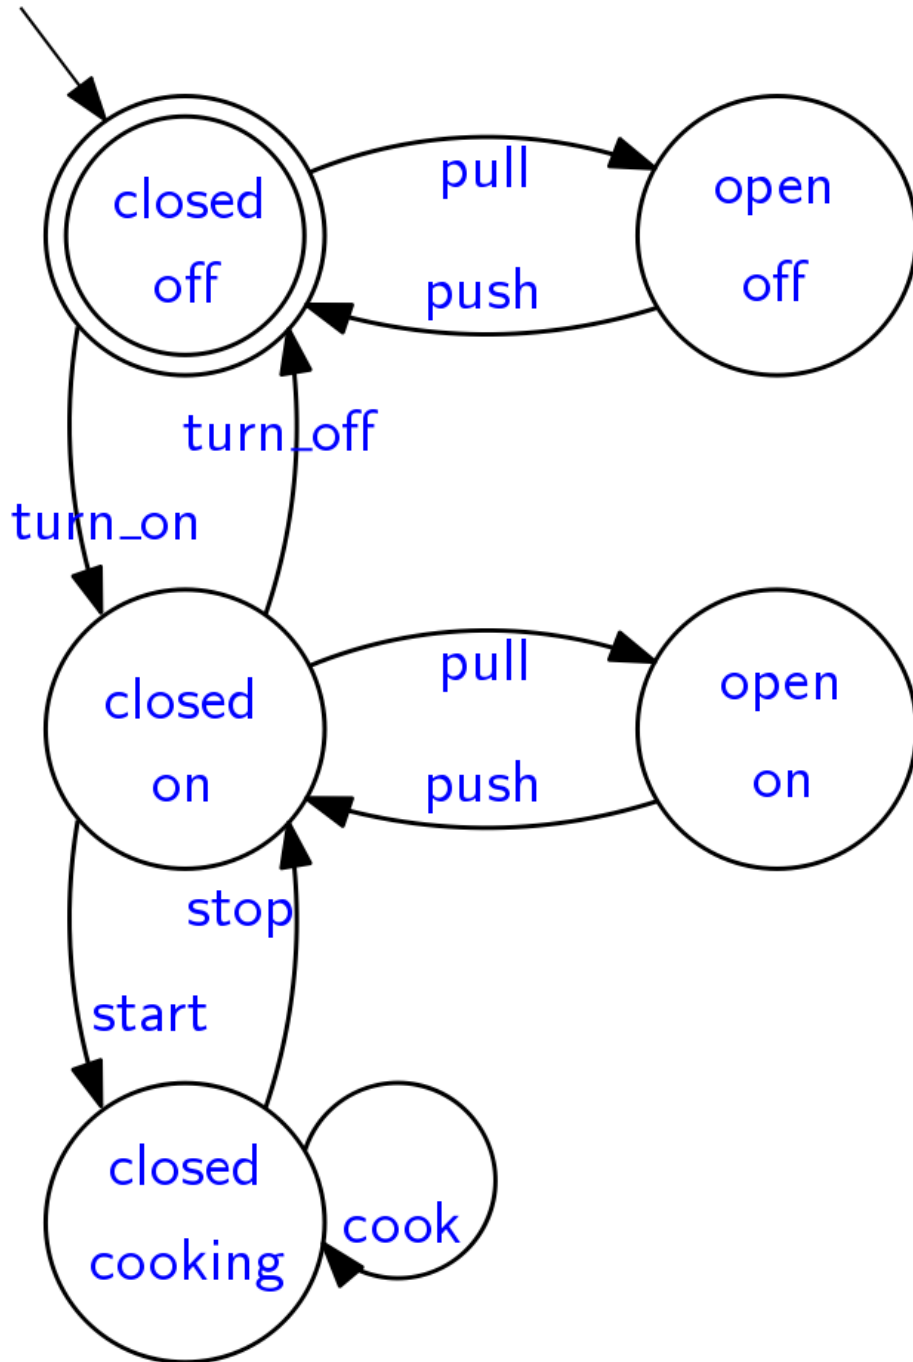 closed
off
pull
open
off
push
turn_off
turn_on
closed
on
pull
open
on
push
stop
start
closed
cooking
cook